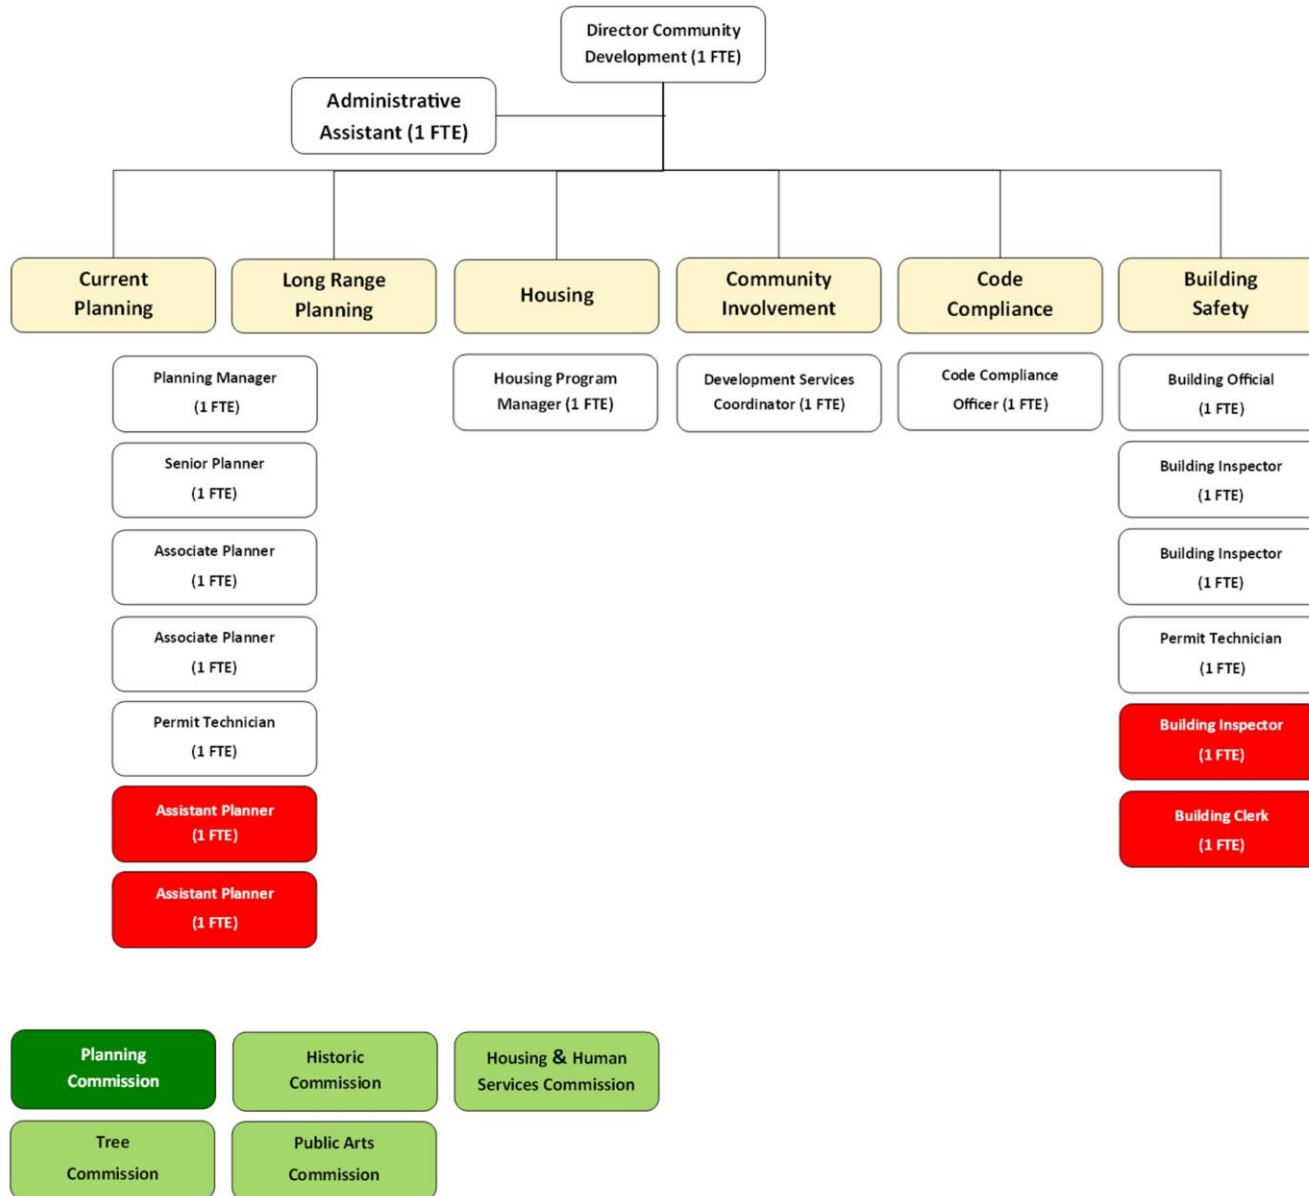 Director Community
Development (1 FTE)
Administrative
Assistant (1 FTE)
Current
Planning
Long Range
Planning
Housing
Community
Involvement
Code
Compliance
Building
Safety
Planning Manager
(1 FTE)
Senior Planner
(1 FTE)
Associate Planner
(1 FTE)
Associate Planner
(1 FTE)
Permit Technician
(1 FTE)
Assistant Planner
(1 FTE)
Assistant Planner
(1 FTE)
Housing Program
Manager (1 FTE)
Development Services
Coordinator (1 FTE)
Code Compliance
Officer (1 FTE)
Building Official
(1 FTE)
Building Inspector
(1 FTE)
Building Inspector
(1 FTE)
Permit Technician
(1 FTE)
Building Inspector
(1 FTE)
Building Clerk
(1 FTE)
Planning
Commission
Historic
Commission
Housing & Human
Services Commission
Tree
Commission
Public Arts
Commission